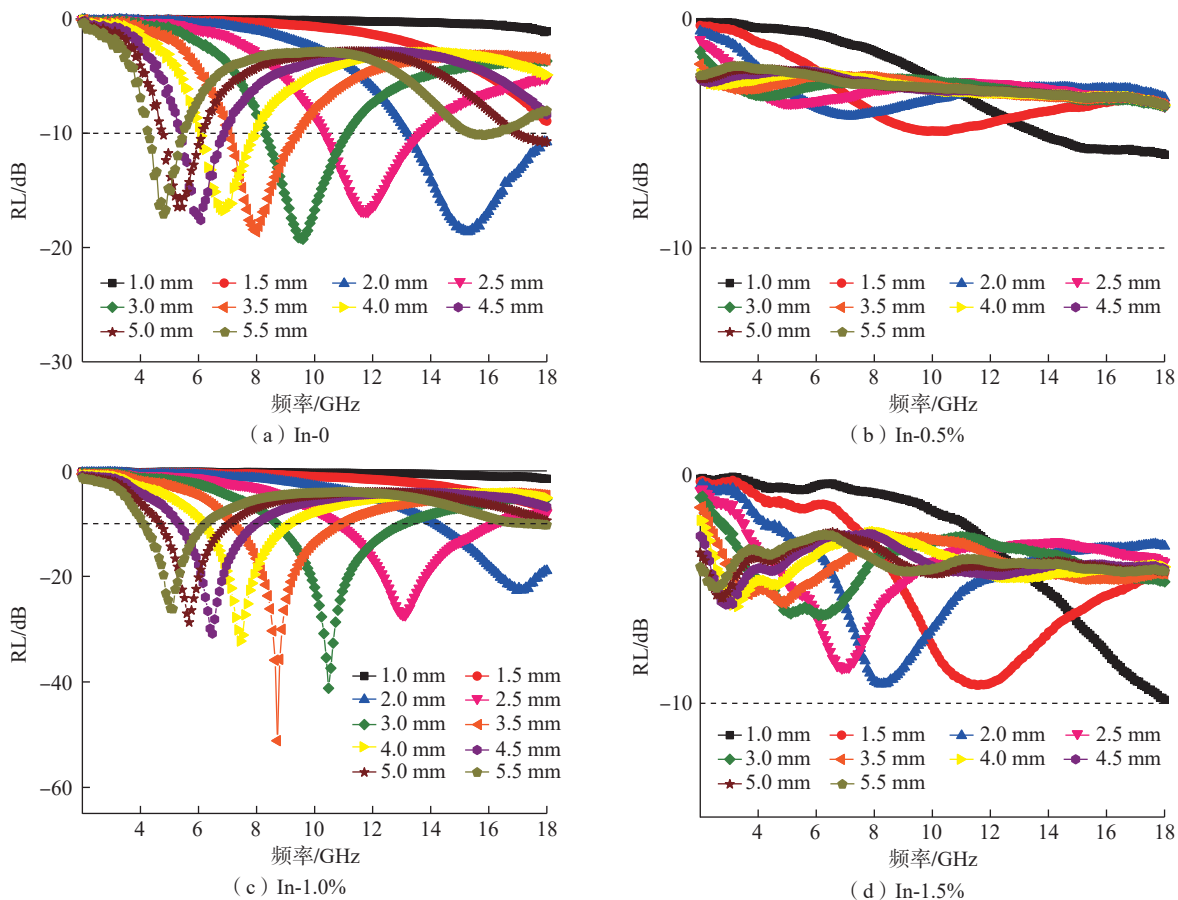 0
−10
−20
−30
RL/dB
1.0 mm 1.5 mm 2.0 mm 2.5 mm
3.0 mm 3.5 mm 4.0 mm 4.5 mm
5.0 mm 5.5 mm
4 6 8 10 12 14 16 18
频率/GHz
（a）In-0
0
−10
RL/dB
1.0 mm 1.5 mm 2.0 mm 2.5 mm
3.0 mm 3.5 mm 4.0 mm 4.5 mm
5.0 mm 5.5 mm
4 6 8 10 12 14 16 18
频率/GHz
（b）In-0.5%
0
−20
−40
−60
RL/dB
1.0 mm 1.5 mm
2.0 mm 2.5 mm
3.0 mm 3.5 mm
4.0 mm 4.5 mm
5.0 mm 5.5 mm
4 6 8 10 12 14 16 18
频率/GHz
（c）In-1.0%
0
−10
RL/dB
1.0 mm 1.5 mm 2.0 mm 2.5 mm
3.0 mm 3.5 mm 4.0 mm 4.5 mm
5.0 mm 5.5 mm
4 6 8 10 12 14 16 18
频率/GHz
（d）In-1.5%